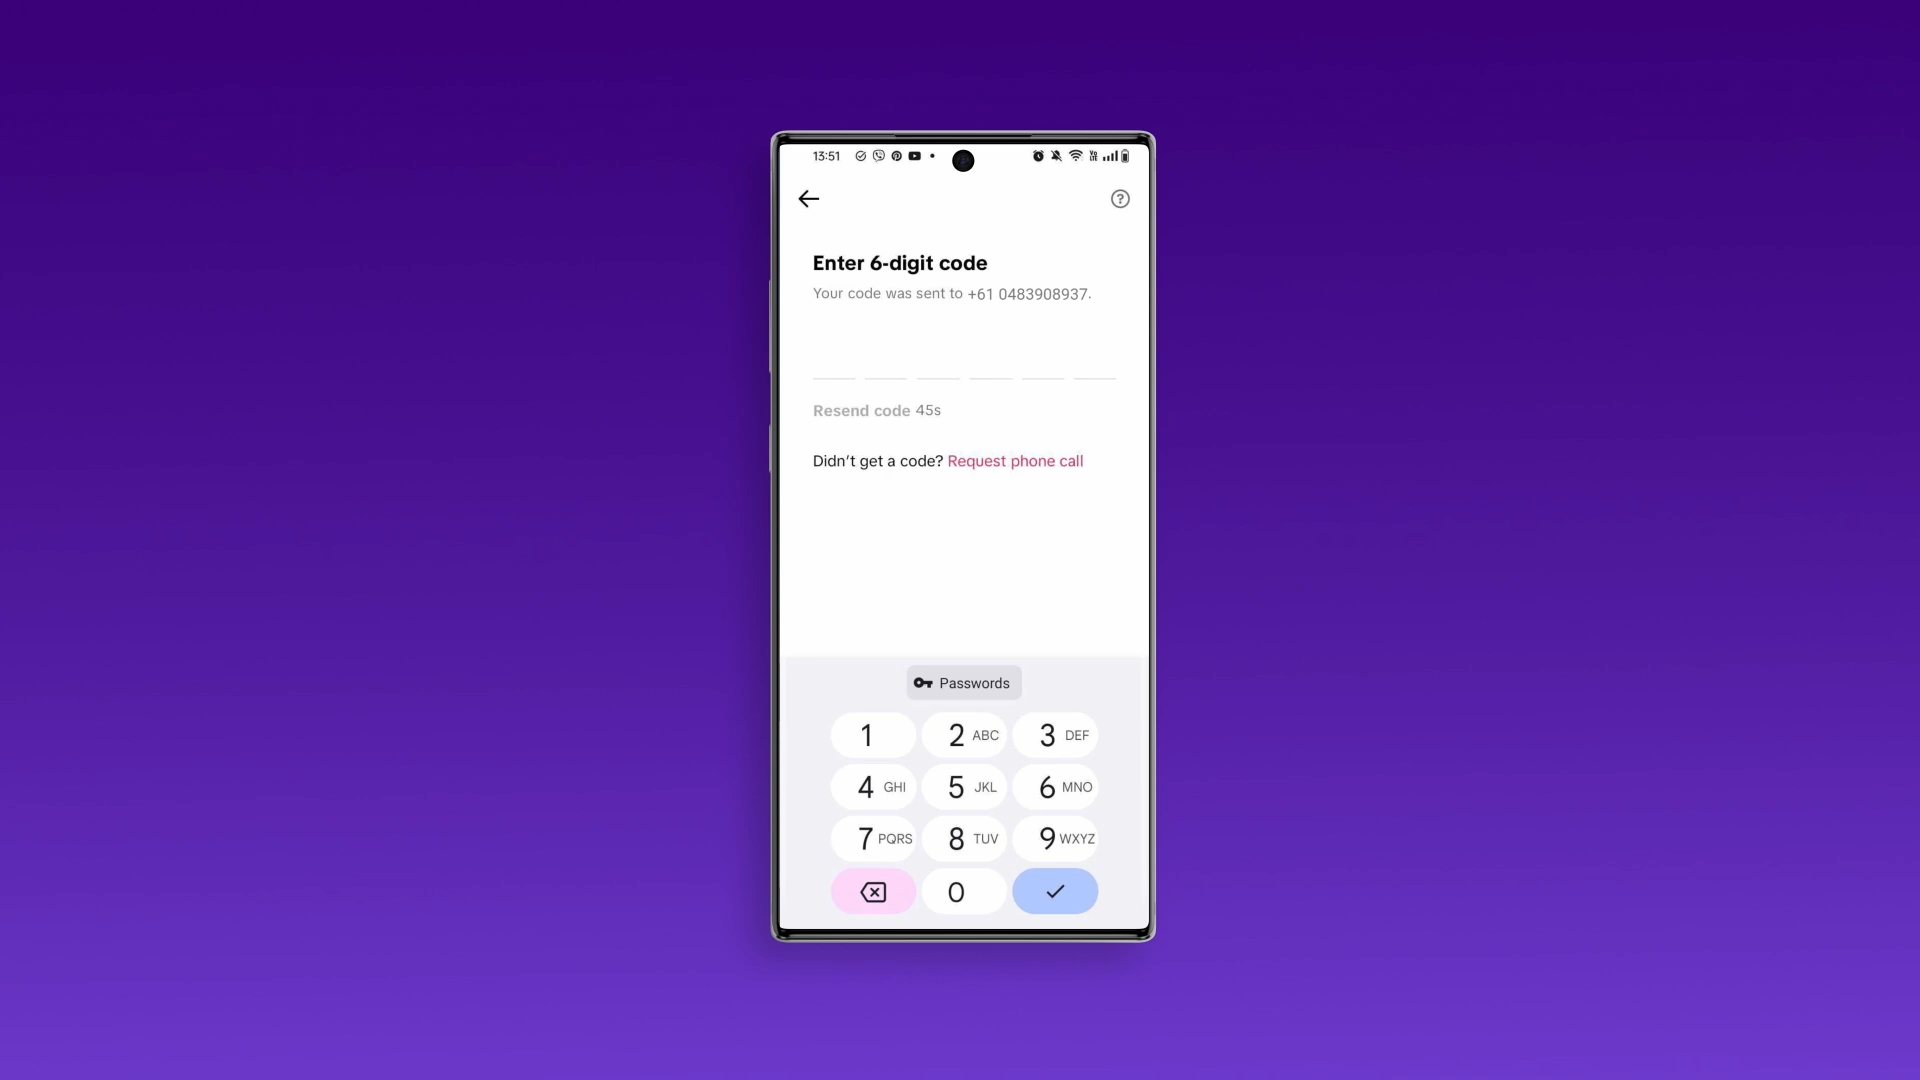 13:51
Enter 6-digit code
Your code was sent to +61 0483908937.
Resend code 45s
Didn't get a code? Request phone call
Passwords
1 2 ABC 3 DEF
4 GHI 5 JKL 6 MNO
7 PQRS 8 TUV 9 WXYZ
0